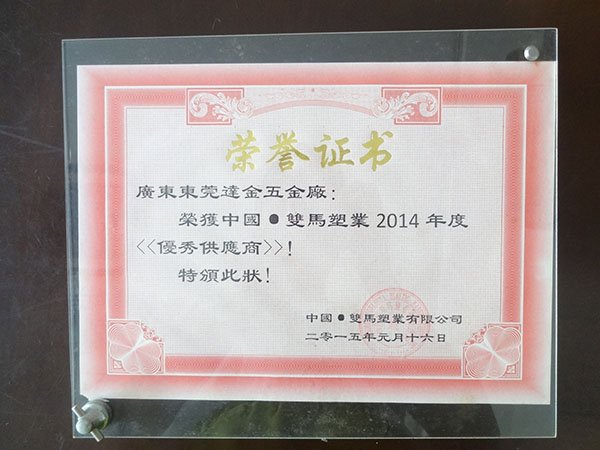 荣誉证书
廣東東莞達金五金廠：
榮獲中國●雙馬塑業2014年度
<<優秀供應商>>！
特頒此狀！
中國●雙馬塑業有限公司
二零一五年元月十六日